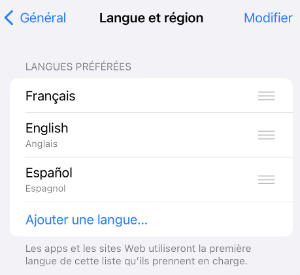 Général Langue et région Modifier
LANGUES PRÉFÉRÉES
Français
English
Anglais
Español
Espagnol
Ajouter une langue...
Les apps et les sites Web utiliseront la première
langue de cette liste qu'ils prennent en charge.